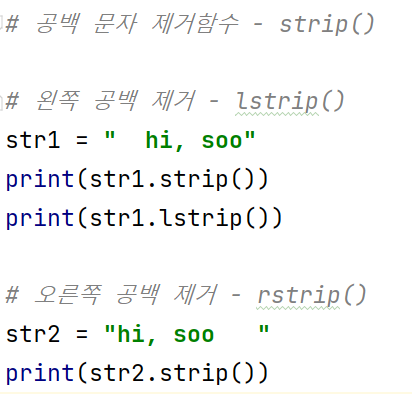 # 공백 문자 제거함수 - strip()
# 왼쪽 공백 제거 - lstrip()
str1 = "  hi, soo"
print(str1.strip())
print(str1.lstrip())
# 오른쪽 공백 제거 - rstrip()
str2 = "hi, soo   "
print(str2.strip())